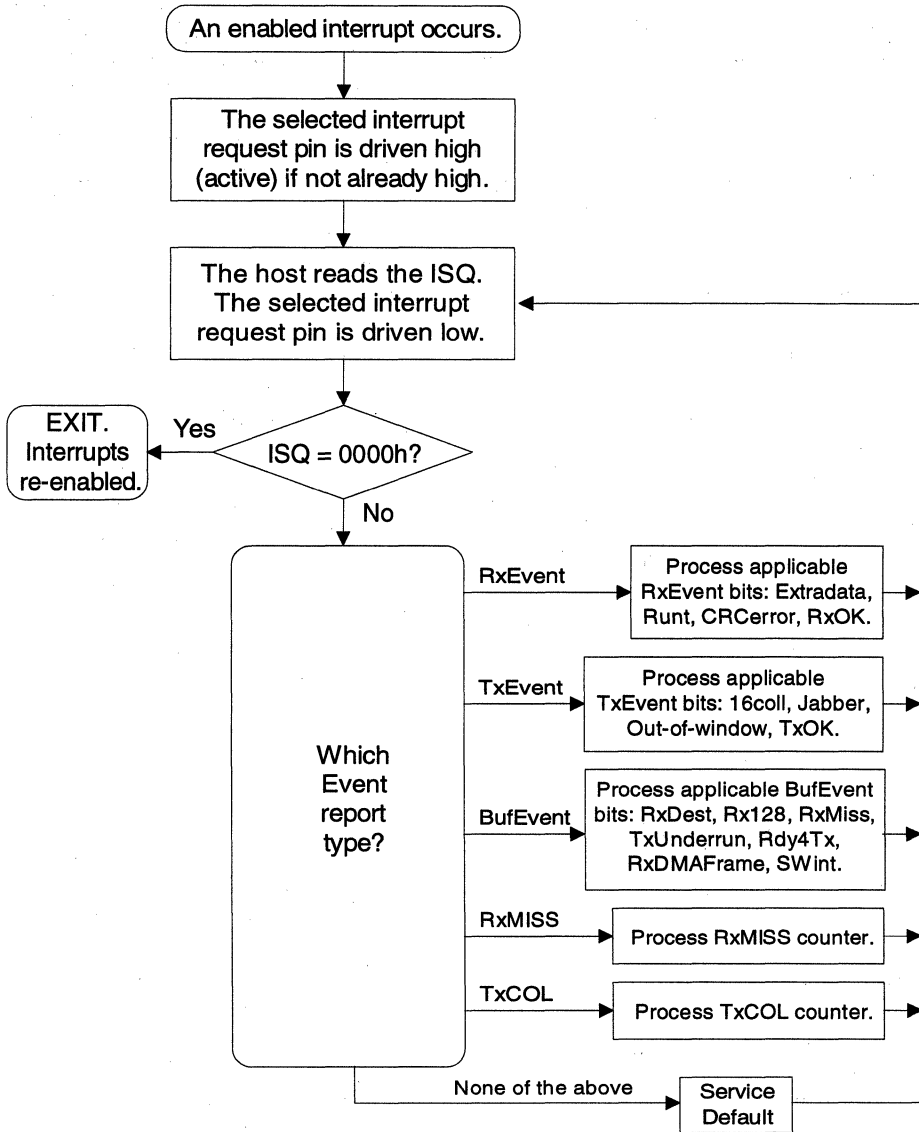 An enabled interrupt occurs.
The selected interrupt
request pin is driven high
(active) if not already high.
The host reads the ISQ.
The selected interrupt
request pin is driven low.
EXIT.
Interrupts
re-enabled.
Yes
ISQ = 0000h?
No
Which
Event
report
type?
RxEvent
Process applicable
RxEvent bits: Extradata,
Runt, CRCerror, RxOK.
TxEvent
Process applicable
TxEvent bits: 16coll, Jabber,
Out-of-window, TxOK.
BufEvent
Process applicable BufEvent
bits: RxDest, Rx128, RxMiss,
TxUnderrun, Rdy4Tx,
RxDMAFrame, SWint.
RxMISS
Process RxMISS counter.
TxCOL
Process TxCOL counter.
None of the above
Service
Default